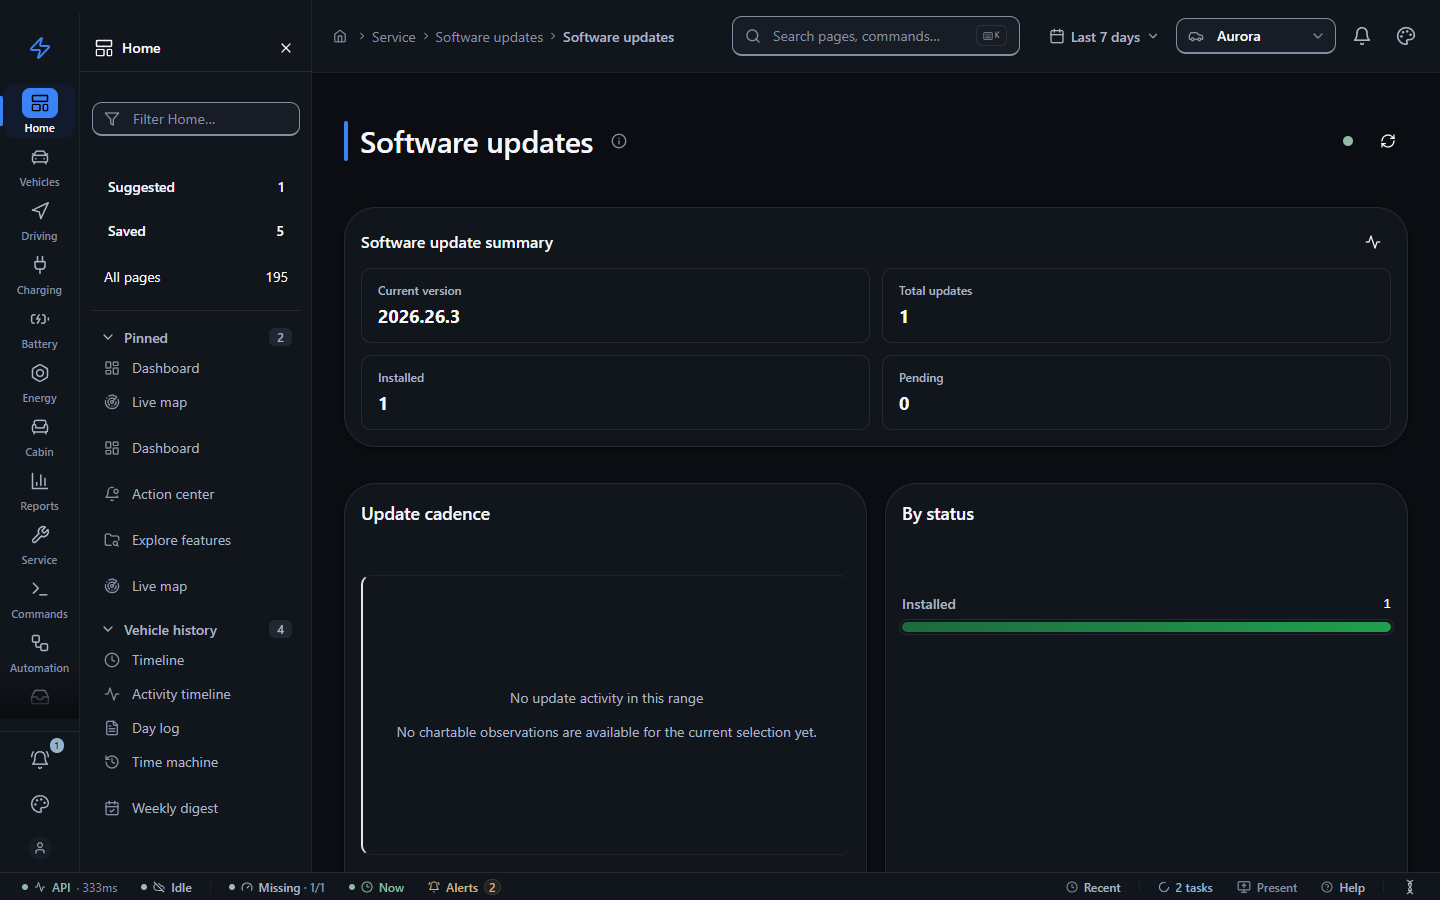 Home
Vehicles
Driving
Charging
Battery
Energy
Cabin
Reports
Service
Commands
Automation
1
Home
Filter Home...
Suggested 1
Saved 5
All pages 195
Pinned 2
Dashboard
Live map
Dashboard
Action center
Explore features
Live map
Vehicle history 4
Timeline
Activity timeline
Day log
Time machine
Weekly digest
Service > Software updates > Software updates
Search pages, commands... K
Last 7 days
Aurora
Software updates
Software update summary
Current version
2026.26.3
Total updates
1
Installed
1
Pending
0
Update cadence
No update activity in this range
No chartable observations are available for the current selection yet.
By status
Installed 1
API · 333ms
Idle
Missing · 1/1
Now
Alerts 2
Recent
2 tasks
Present
Help